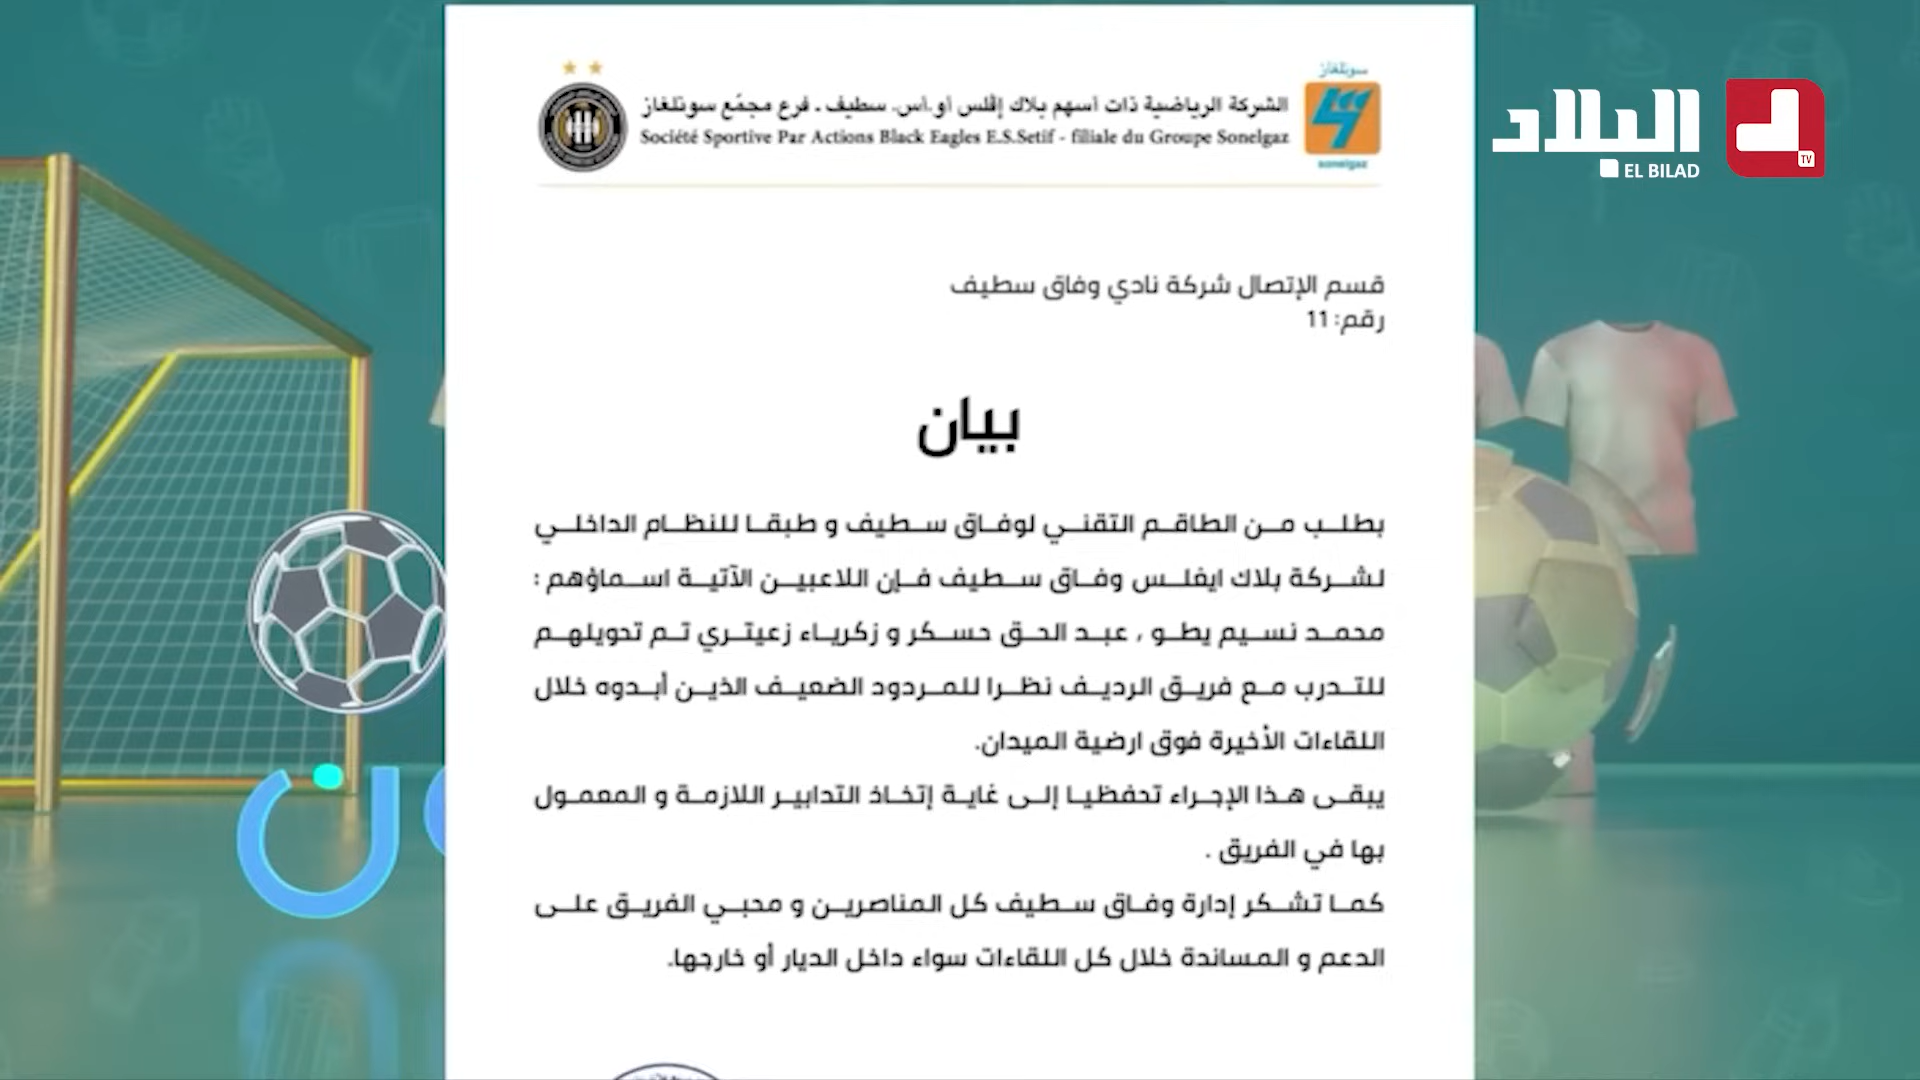 سونلغاز
الشركة الرياضية ذات أسهم بلاك إقلس أو.أس. سطيف - فرع مجمّع سونلغاز
Société Sportive Par Actions Black Eagles E.S.Setif - filiale du Groupe Sonelgaz
sonelgaz
البلاد
EL BILAD
TV
قسم الإتصال شركة نادي وفاق سطيف
رقم: 11
بيان
بطلب من الطاقم التقني لوفاق سطيف و طبقا للنظام الداخلي
لشركة بلاك ايغلس وفاق سطيف فإن اللاعبين الآتية اسماؤهم :
محمد نسيم يطو ، عبد الحق حسكر و زكرياء زعيتري تم تحويلهم
للتدرب مع فريق الرديف نظرا للمردود الضعيف الذين أبدوه خلال
اللقاءات الأخيرة فوق ارضية الميدان.
يبقى هذا الإجراء تحفظيا إلى غاية إتخاذ التدابير اللازمة و المعمول
بها في الفريق .
كما تشكر إدارة وفاق سطيف كل المناصرين و محبي الفريق على
الدعم و المساندة خلال كل اللقاءات سواء داخل الديار أو خارجها.